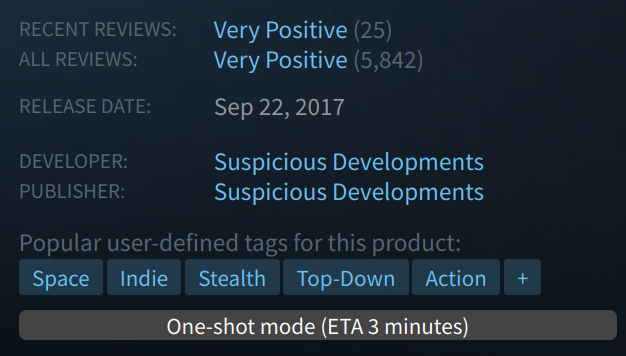 RECENT REVIEWS: Very Positive (25)
ALL REVIEWS: Very Positive (5,842)
RELEASE DATE: Sep 22, 2017
DEVELOPER: Suspicious Developments
PUBLISHER: Suspicious Developments
Popular user-defined tags for this product:
Space Indie Stealth Top-Down Action +
One-shot mode (ETA 3 minutes)